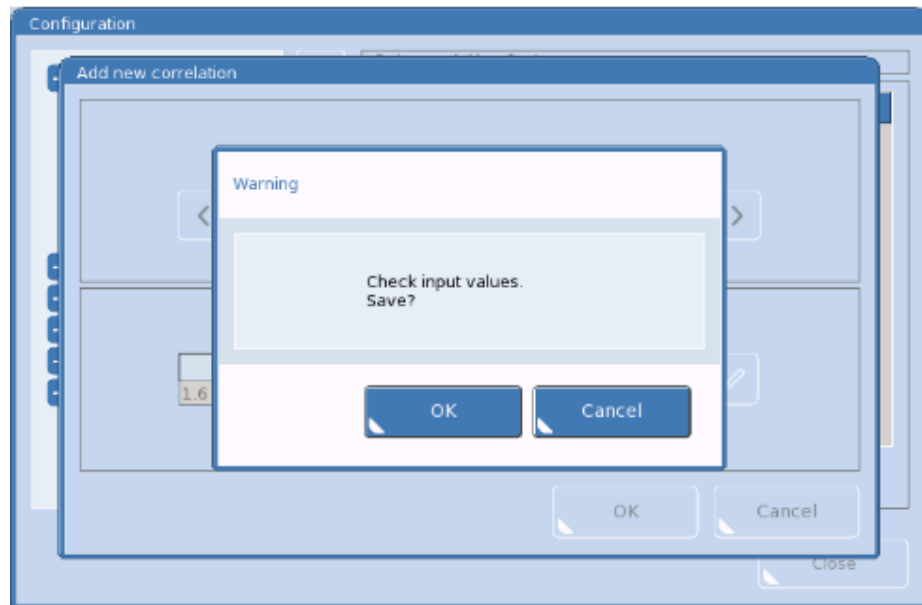 Configuration
Add new correlation
Warning
Check input values.
Save?
1.6
OK
Cancel
OK
Cancel
Close